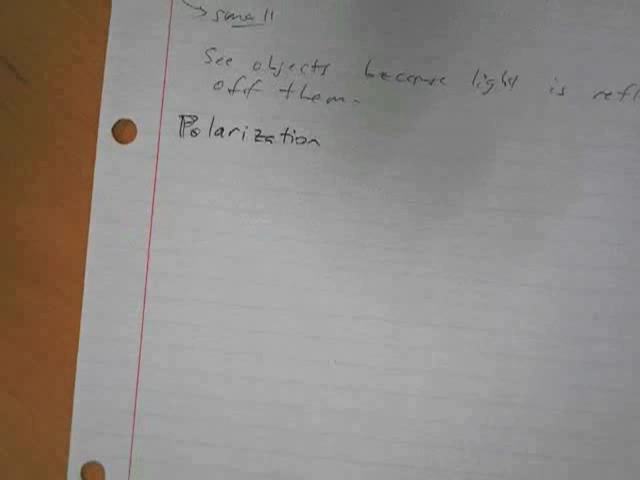 small
See objects because light is refl
off them.
Polarization